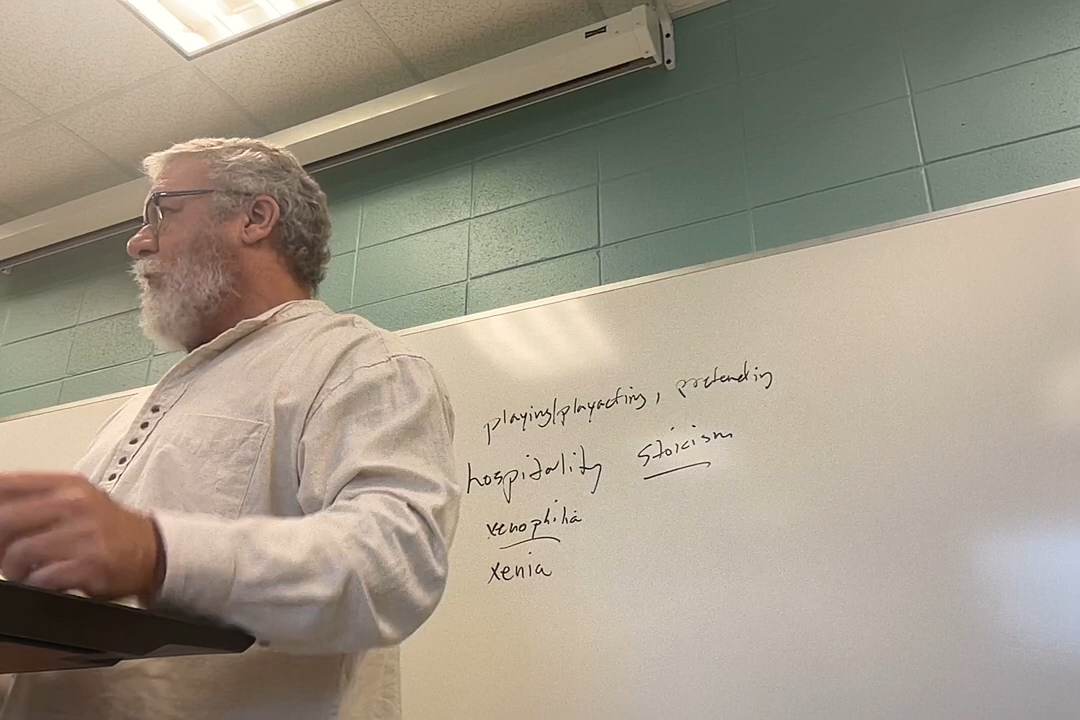 playing/playacting, pretending
hospitality stoicism
xenophilia
xenia